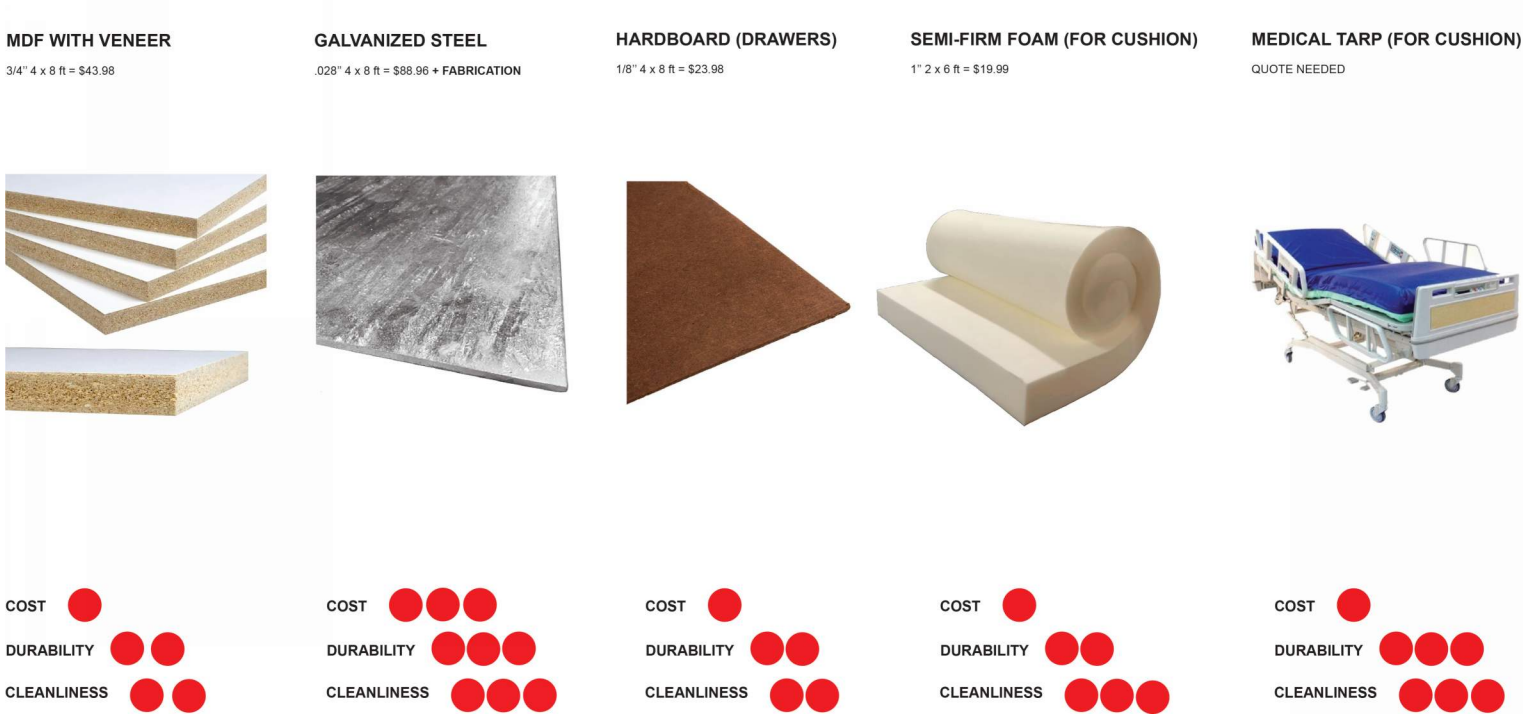 MDF WITH VENEER
3/4" 4 x 8 ft = $43.98
GALVANIZED STEEL
.028" 4 x 8 ft = $88.96 + FABRICATION
HARDBOARD (DRAWERS)
1/8" 4 x 8 ft = $23.98
SEMI-FIRM FOAM (FOR CUSHION)
1" 2 x 6 ft = $19.99
MEDICAL TARP (FOR CUSHION)
QUOTE NEEDED
COST
DURABILITY
CLEANLINESS
COST
DURABILITY
CLEANLINESS
COST
DURABILITY
CLEANLINESS
COST
DURABILITY
CLEANLINESS
COST
DURABILITY
CLEANLINESS